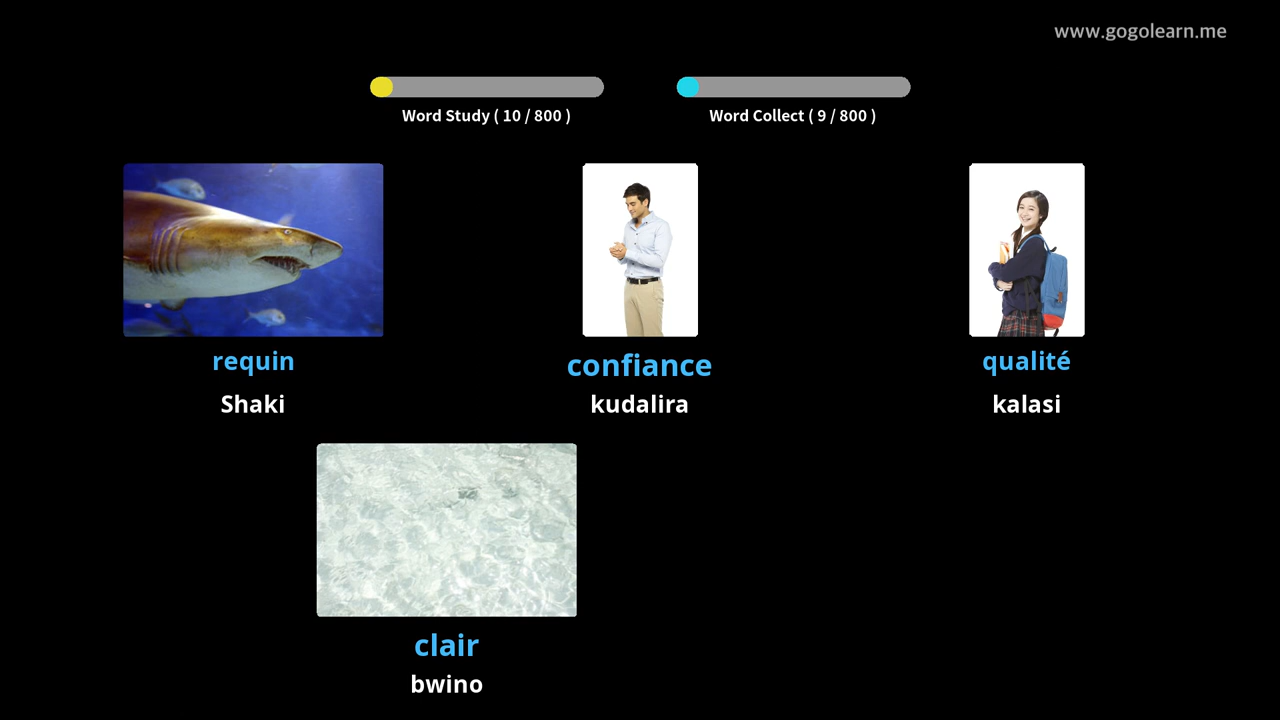 www.gogolearn.me
Word Study ( 10 / 800 )
Word Collect ( 9 / 800 )
requin
Shaki
confiance
kudalira
qualité
kalasi
clair
bwino